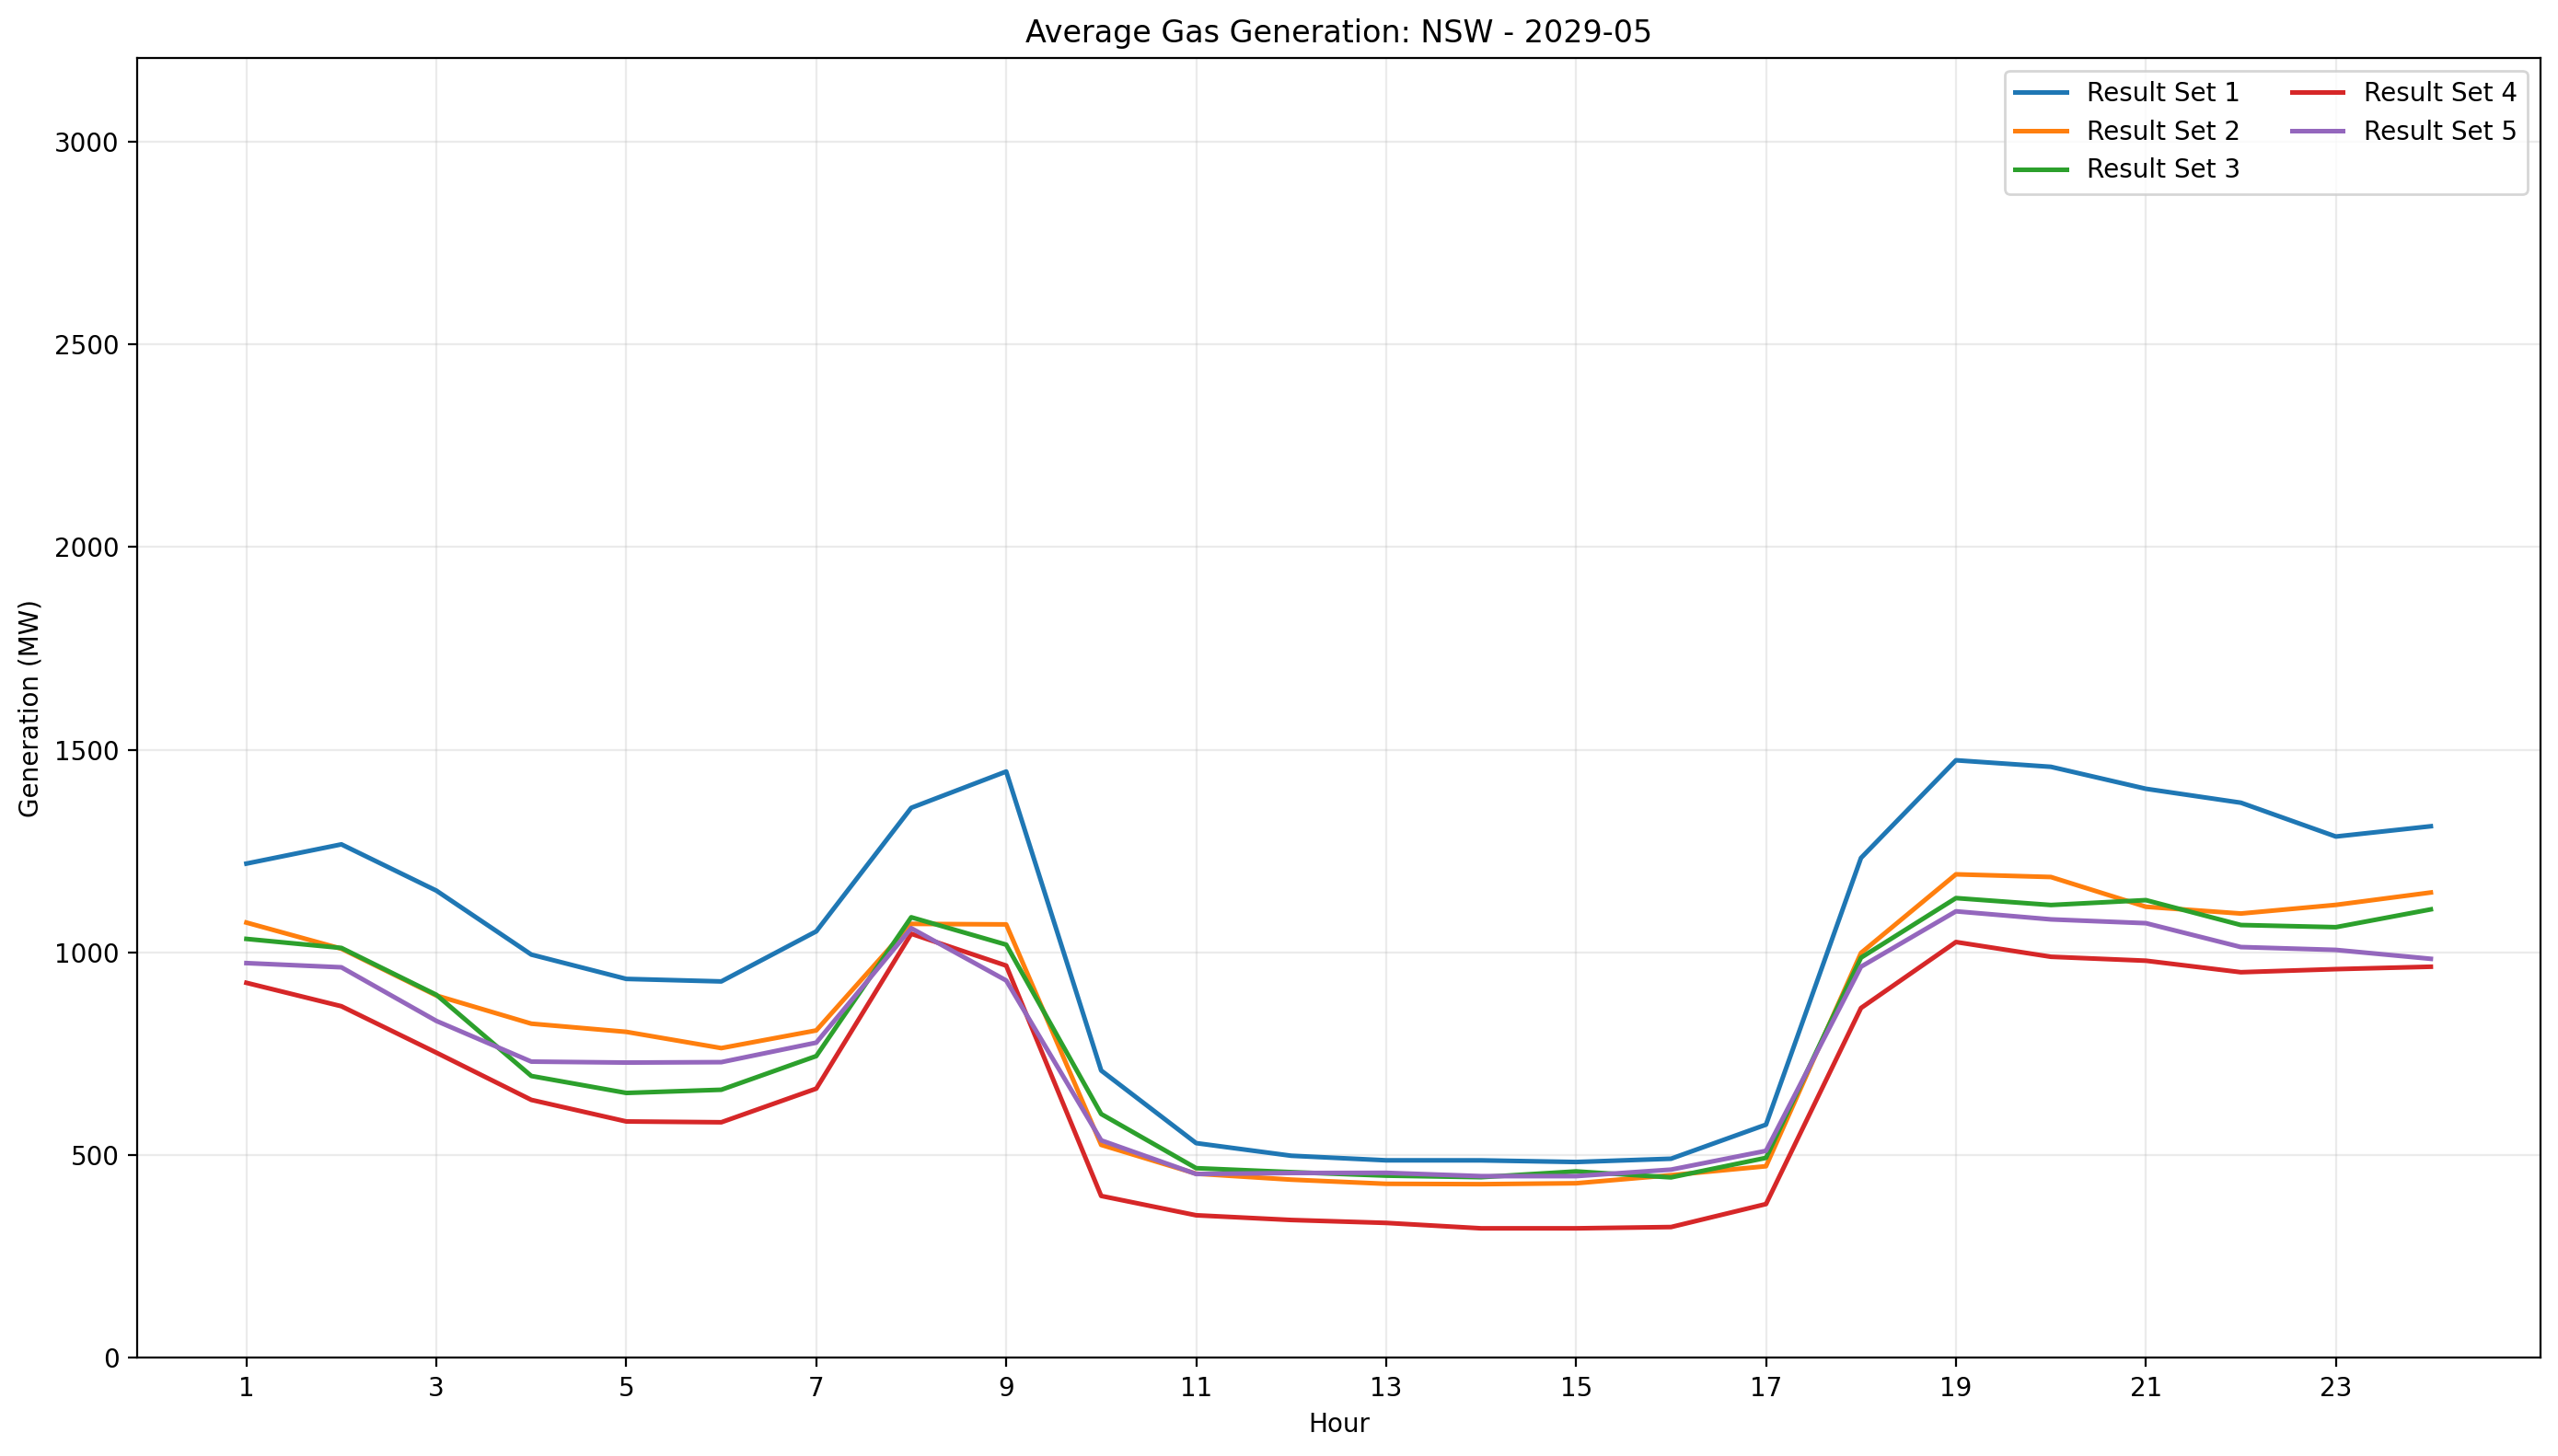 Average Gas Generation: NSW - 2029-05
Result Set 1
Result Set 2
Result Set 3
Result Set 4
Result Set 5
Generation (MW)
3000
2500
2000
1500
1000
500
0
1 3 5 7 9 11 13 15 17 19 21 23
Hour